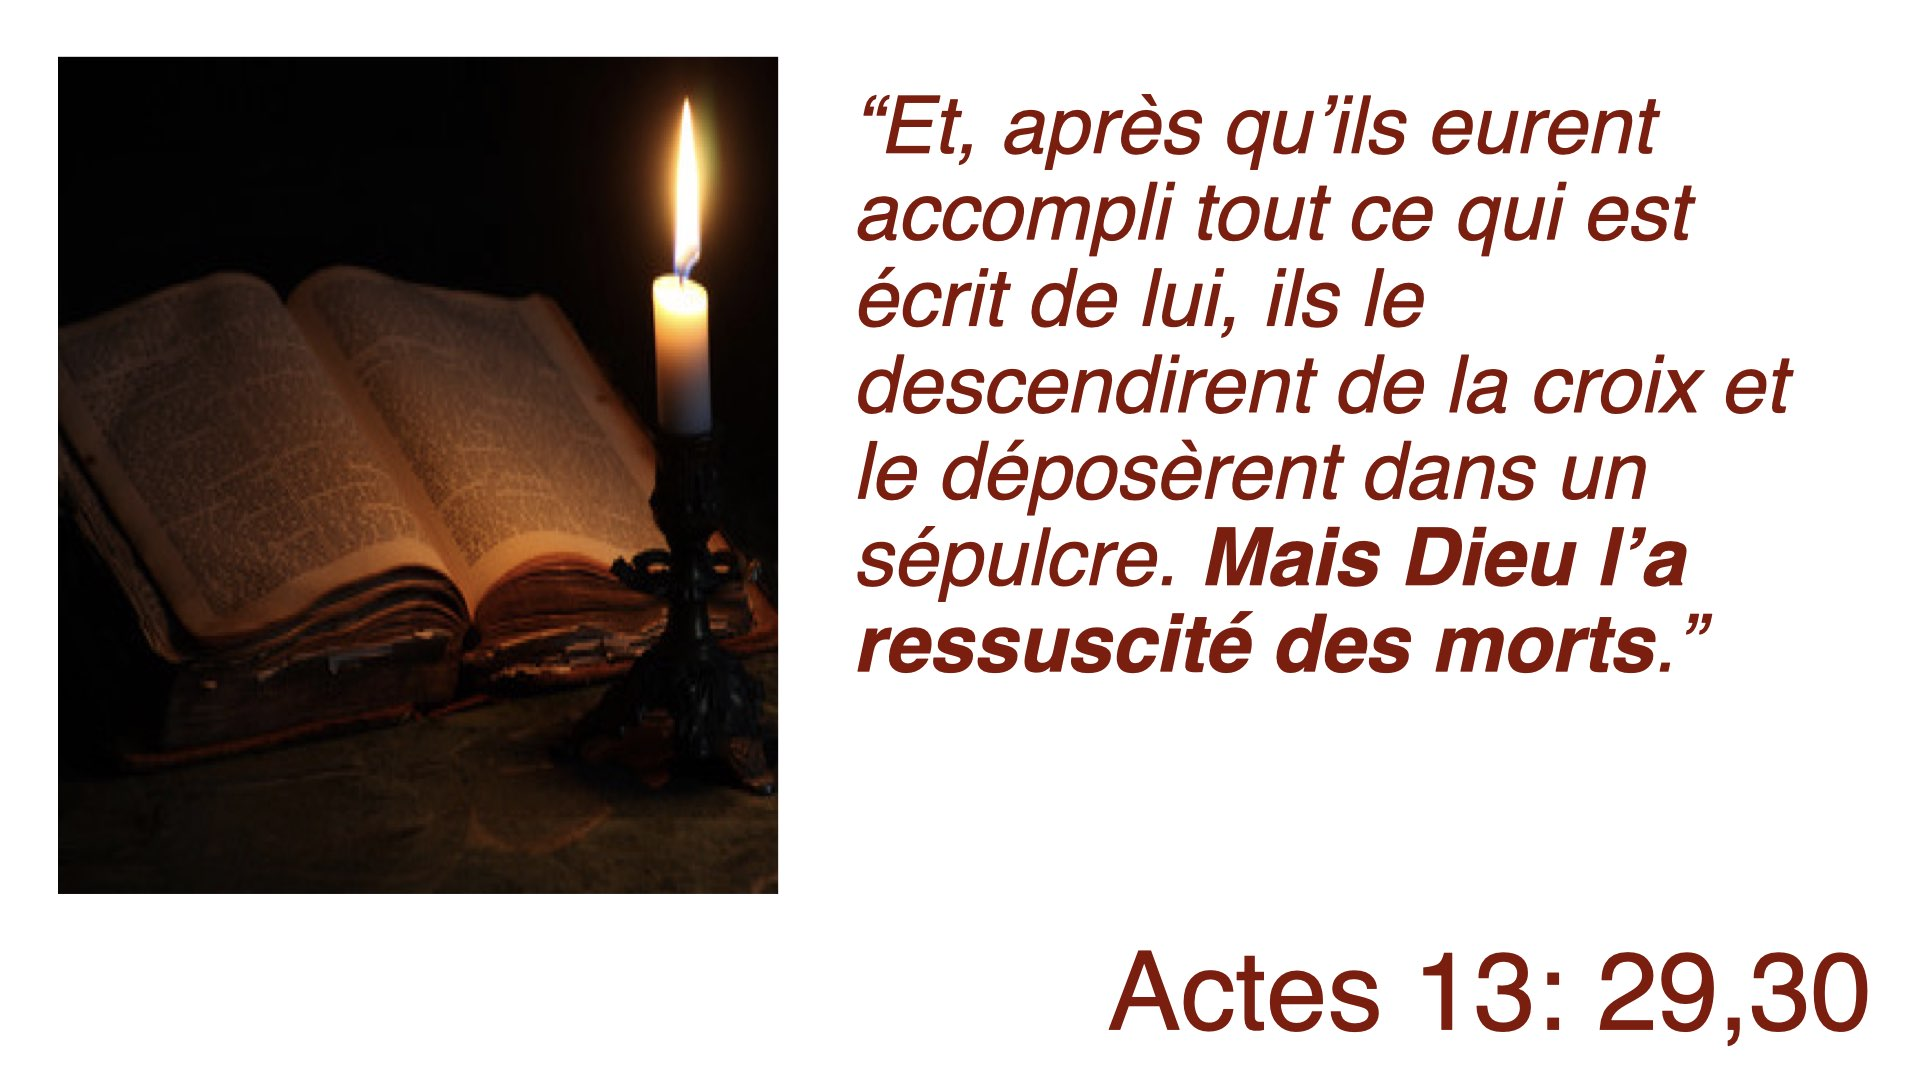 “Et, après qu’ils eurent
accompli tout ce qui est
écrit de lui, ils le
descendirent de la croix et
le déposèrent dans un
sépulcre. Mais Dieu l’a
ressuscité des morts.”
Actes 13: 29,30